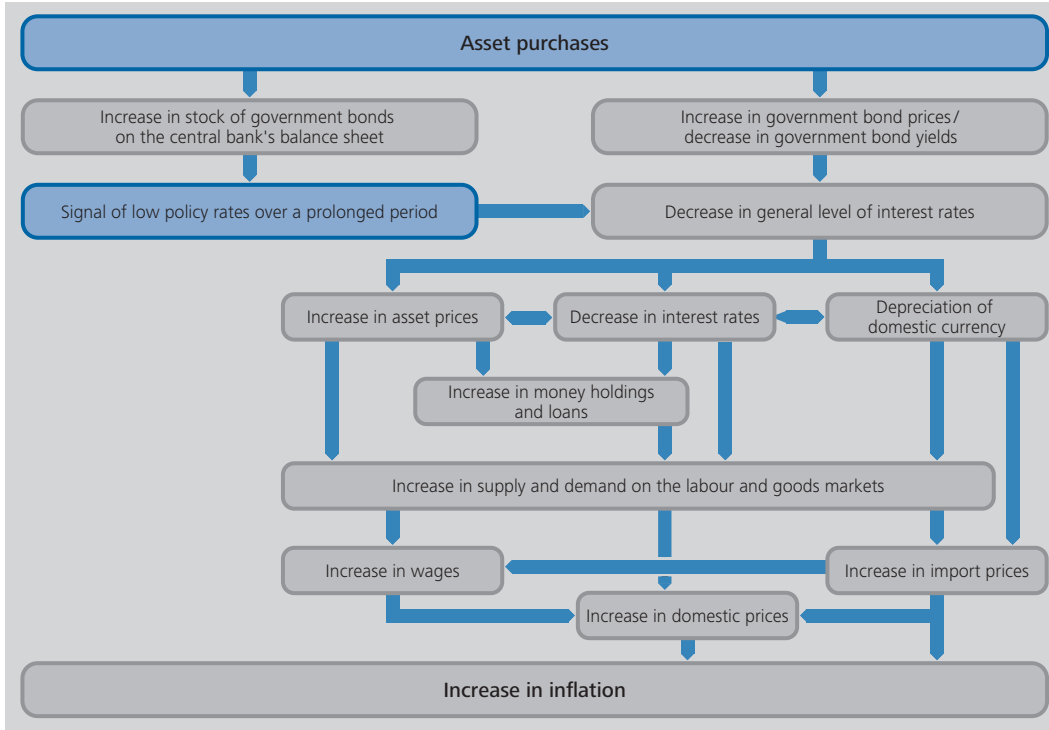 Asset purchases
Increase in stock of government bonds
on the central bank's balance sheet
Increase in government bond prices/
decrease in government bond yields
Signal of low policy rates over a prolonged period
Decrease in general level of interest rates
Increase in asset prices
Decrease in interest rates
Depreciation of
domestic currency
Increase in money holdings
and loans
Increase in supply and demand on the labour and goods markets
Increase in wages
Increase in import prices
Increase in domestic prices
Increase in inflation